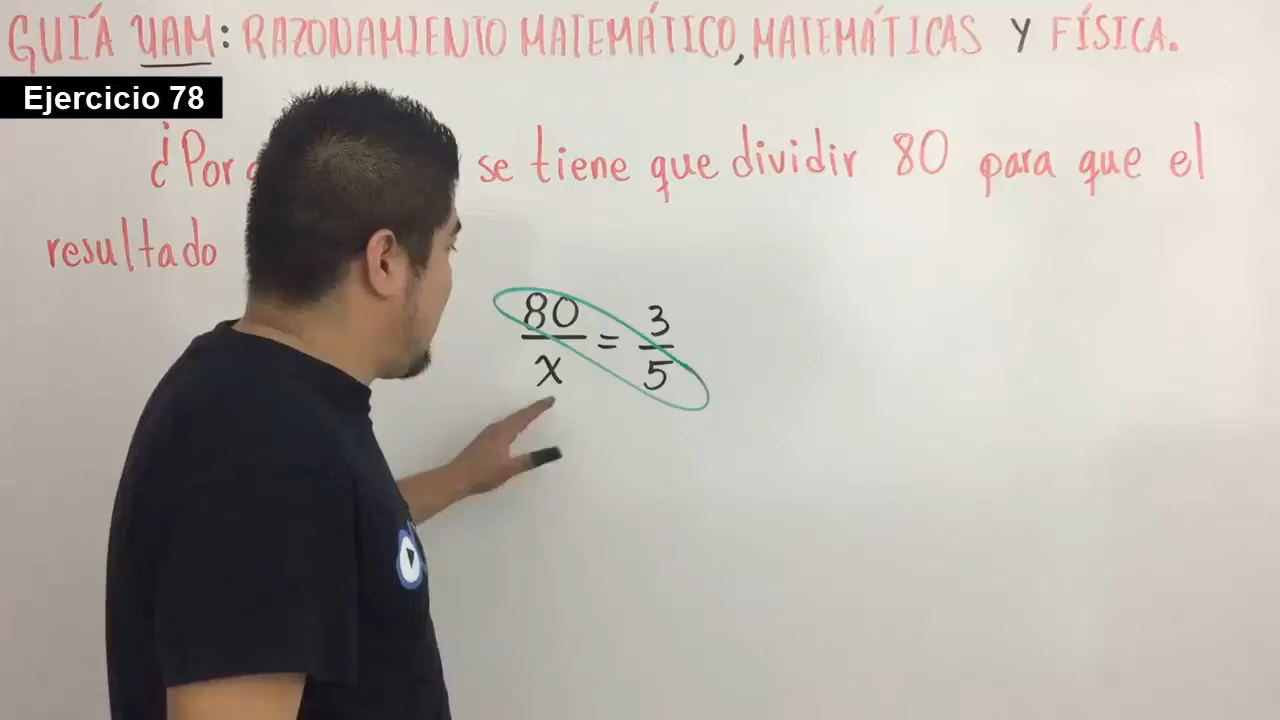 GUÍA UAM: RAZONAMIENTO MATEMÁTICO, MATEMÁTICAS Y FÍSICA.
Ejercicio 78
¿Por se tiene que dividir 80 para que el
resultado
80/x = 3/5